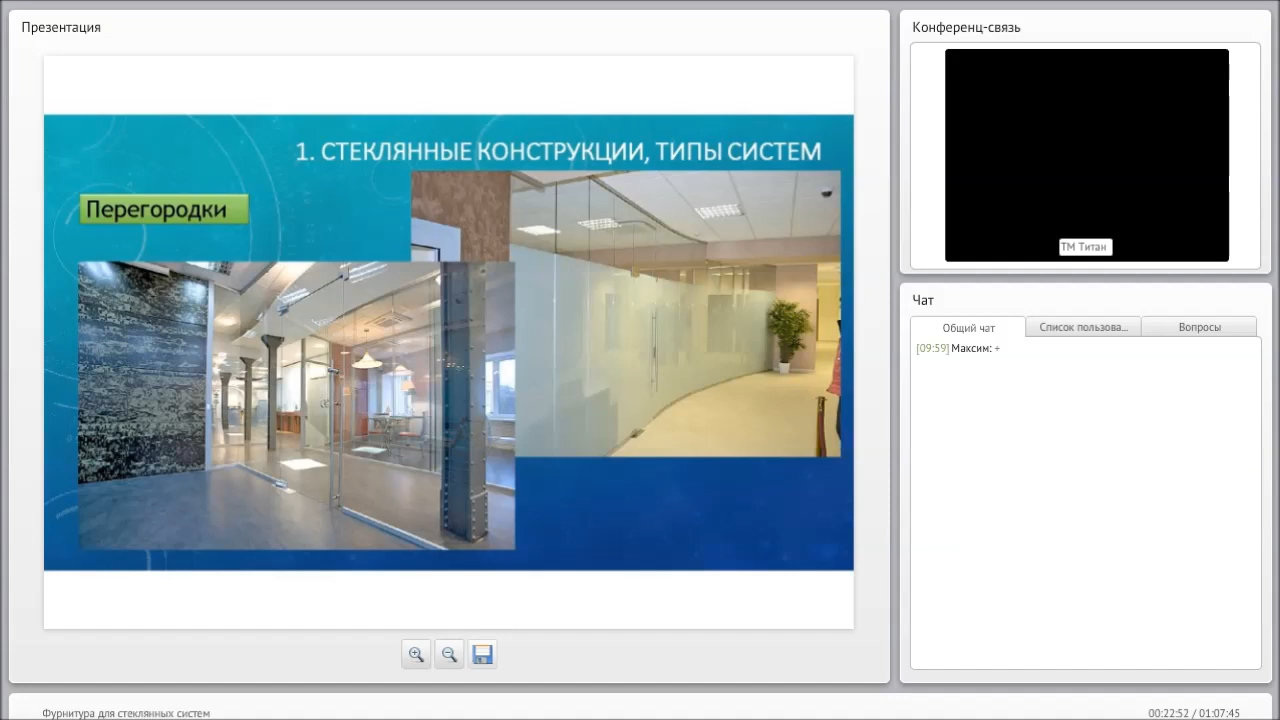 Презентация
1. СТЕКЛЯННЫЕ КОНСТРУКЦИИ, ТИПЫ СИСТЕМ
Перегородки
Конференц-связь
ТМ Титан
Чат
Общий чат
Список пользова...
Вопросы
[09:59] Максим: +
Фурнитура для стеклянных систем
00:22:52 / 01:07:45